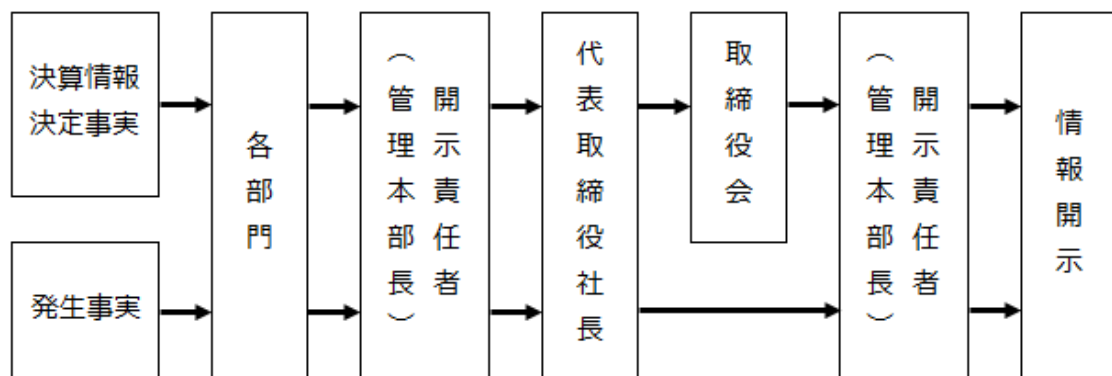 決算情報
決定事実
発生事実
各部門
開示責任者
（管理本部長）
代表取締役社長
取締役会
開示責任者
（管理本部長）
情報開示